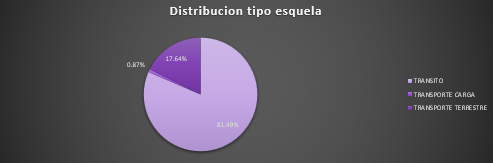 Distribucion tipo esquela
17.64%
0.87%
81.49%
TRANSITO
TRANSPORTE CARGA
TRANSPORTE TERRESTRE